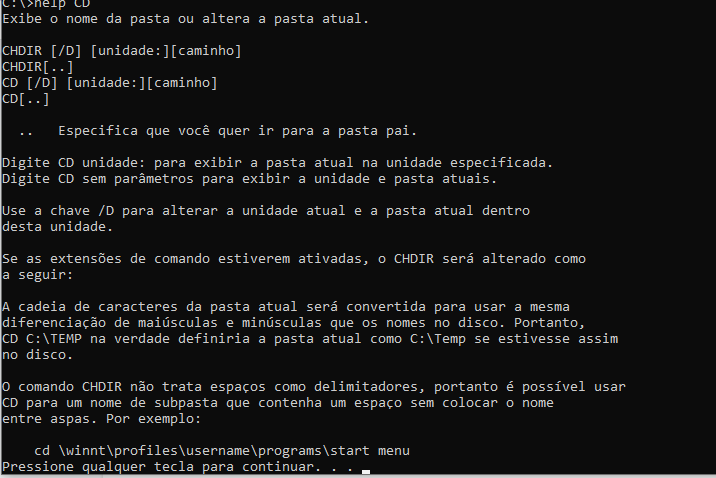 C:\>help CD
Exibe o nome da pasta ou altera a pasta atual.
CHDIR [/D] [unidade:][caminho]
CHDIR[..]
CD [/D] [unidade:][caminho]
CD[..]
.. Especifica que você quer ir para a pasta pai.
Digite CD unidade: para exibir a pasta atual na unidade especificada.
Digite CD sem parâmetros para exibir a unidade e pasta atuais.
Use a chave /D para alterar a unidade atual e a pasta atual dentro
desta unidade.
Se as extensões de comando estiverem ativadas, o CHDIR será alterado como
a seguir:
A cadeia de caracteres da pasta atual será convertida para usar a mesma
diferenciação de maiúsculas e minúsculas que os nomes no disco. Portanto,
CD C:\TEMP na verdade definiria a pasta atual como C:\Temp se estivesse assim
no disco.
O comando CHDIR não trata espaços como delimitadores, portanto é possível usar
CD para um nome de subpasta que contenha um espaço sem colocar o nome
entre aspas. Por exemplo:
cd \winnt\profiles\username\programs\start menu
Pressione qualquer tecla para continuar. . .